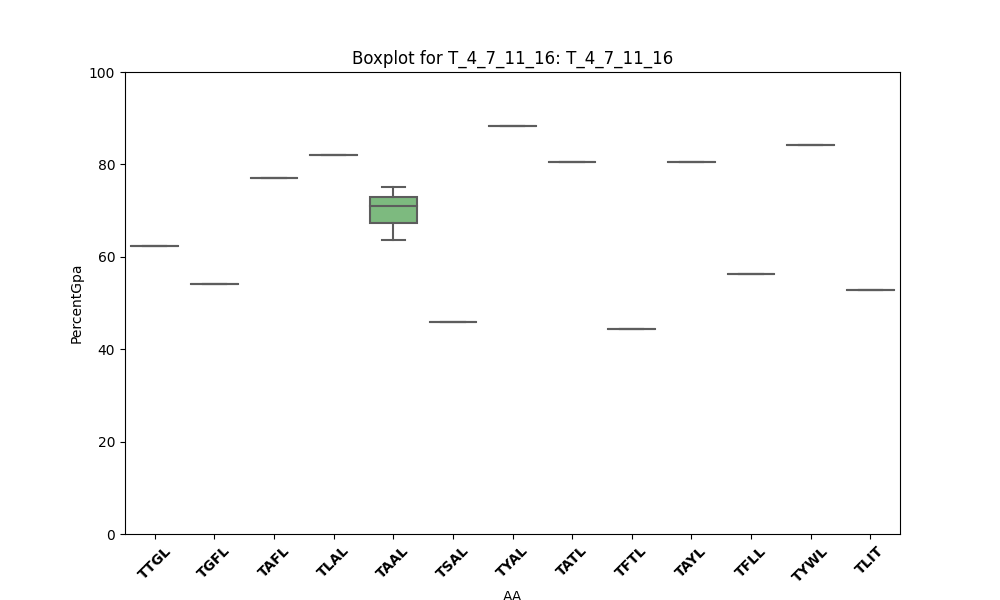 Boxplot for T_4_7_11_16: T_4_7_11_16
100
80
60
40
20
0
PercentGpa
TTGL
TGFL
TAFL
TLAL
TAAL
TSAL
TYAL
TATL
TFTL
TAYL
TFLL
TYWL
TLIT
AA